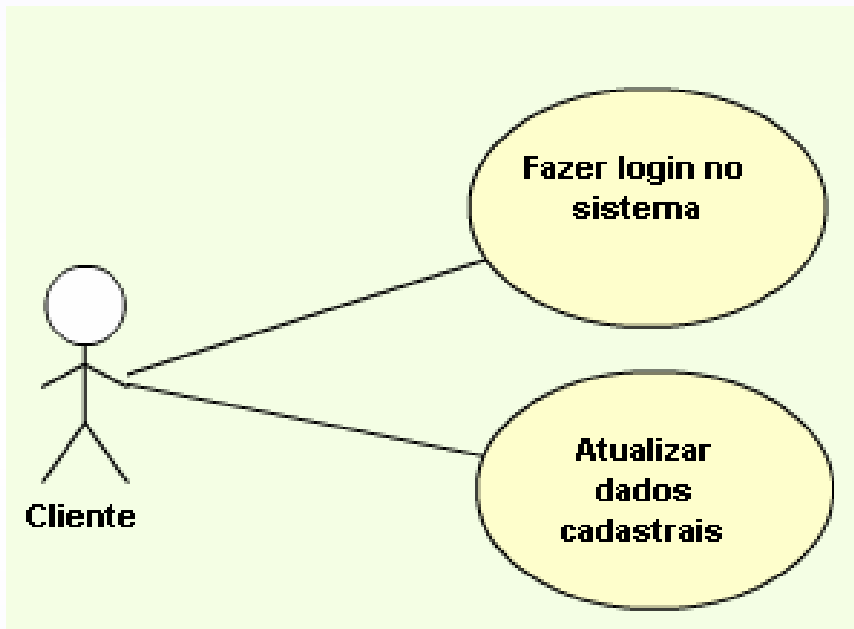 Fazer login no
sistema
Atualizar
dados
cadastrais
Cliente